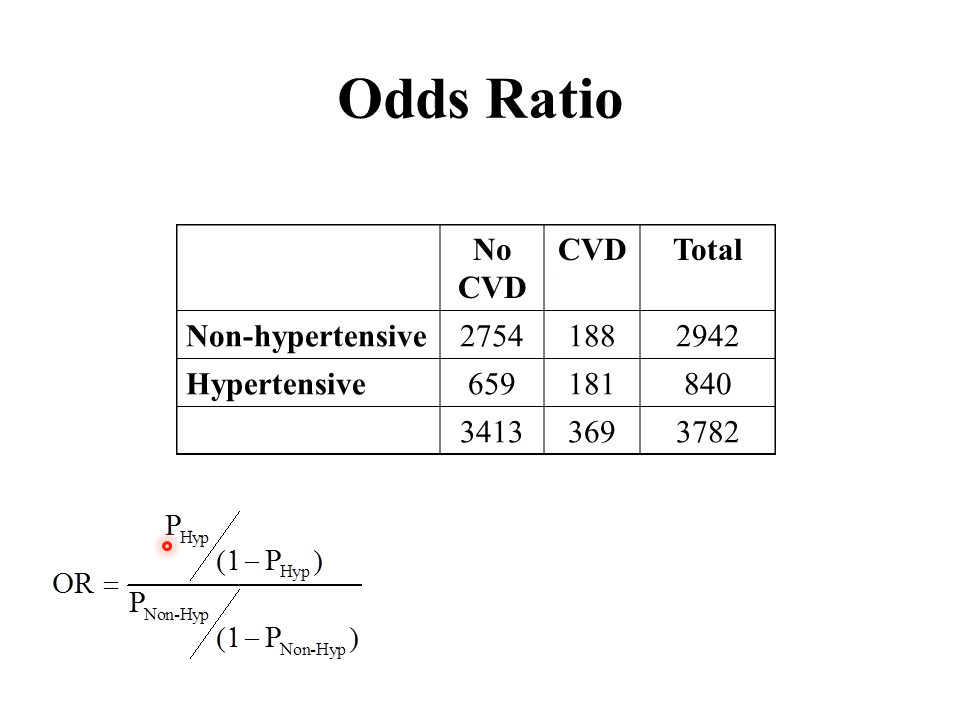 Odds Ratio
No CVD Total
CVD
Non-hypertensive 2754 188 2942
Hypertensive 659 181 840
3413 369 3782
P_Hyp
(1 − P_Hyp)
OR =
P_Non-Hyp
(1 − P_Non-Hyp)